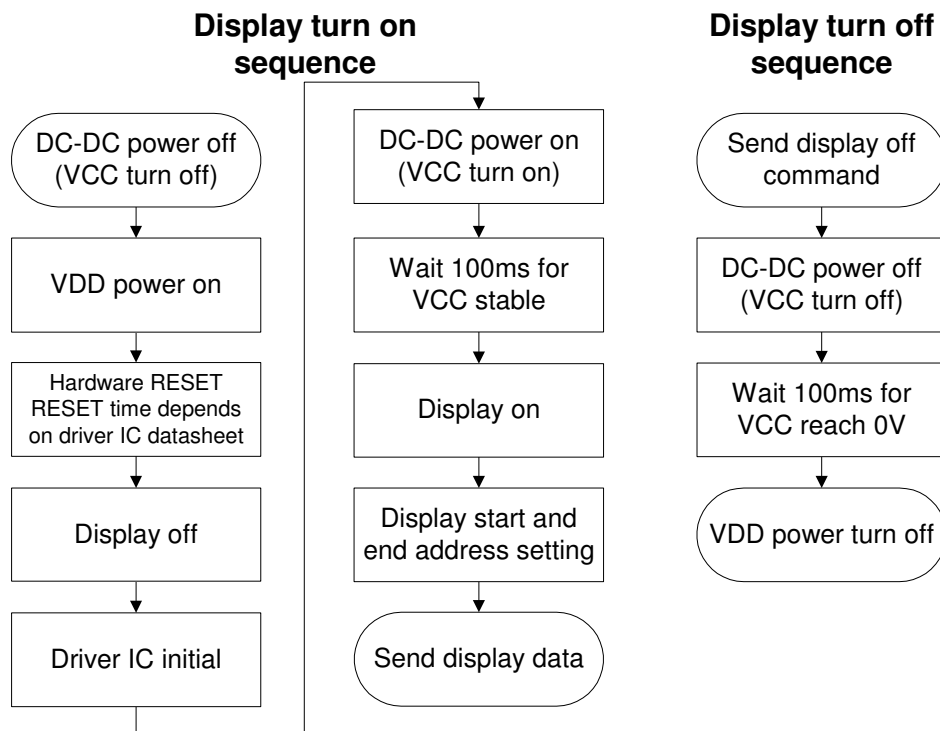 Display turn on
sequence
DC-DC power off
(VCC turn off)
VDD power on
Hardware RESET
RESET time depends
on driver IC datasheet
Display off
Driver IC initial
DC-DC power on
(VCC turn on)
Wait 100ms for
VCC stable
Display on
Display start and
end address setting
Send display data
Display turn off
sequence
Send display off
command
DC-DC power off
(VCC turn off)
Wait 100ms for
VCC reach 0V
VDD power turn off